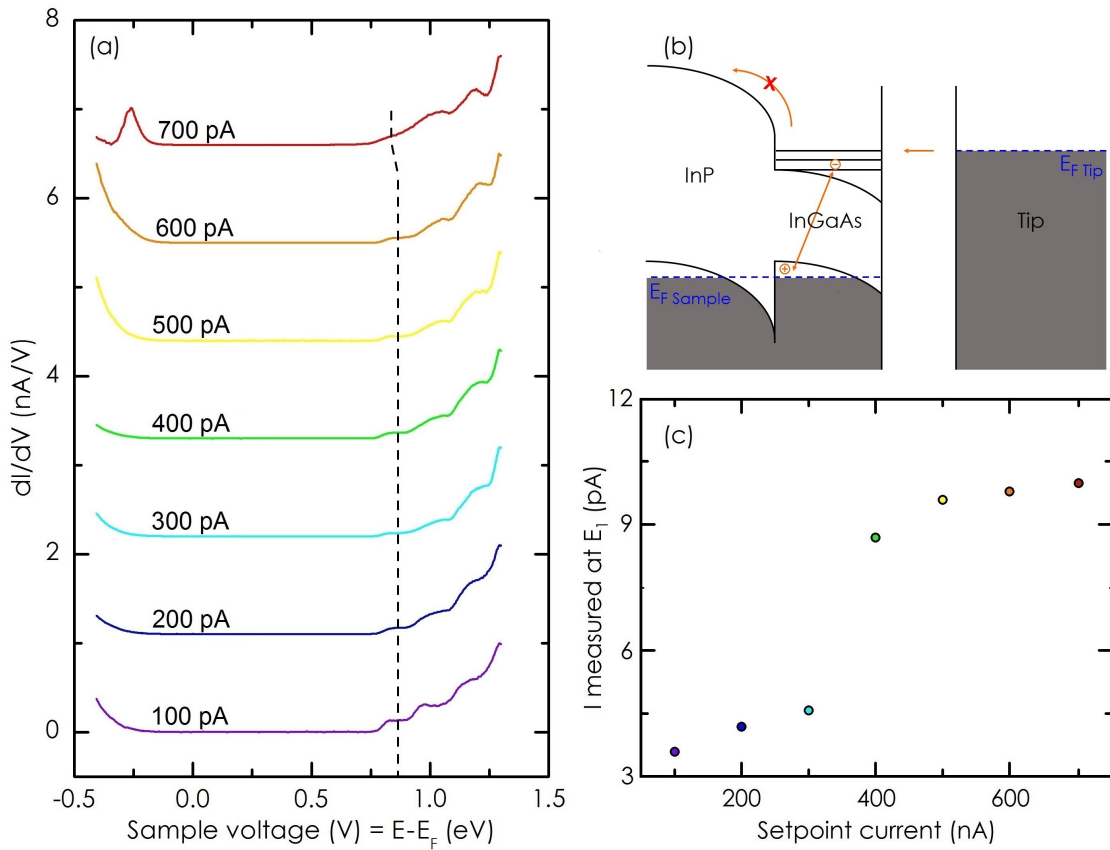 (a)
8
6
4
2
0
dI/dV (nA/V)
700 pA
600 pA
500 pA
400 pA
300 pA
200 pA
100 pA
-0.5 0.0 0.5 1.0 1.5
Sample voltage (V) = E-E_F (eV)
(b)
x
InP
InGaAs
Tip
E_F Tip
E_F Sample
−
+
(c)
12
9
6
3
I measured at E_1 (pA)
200 400 600
Setpoint current (nA)